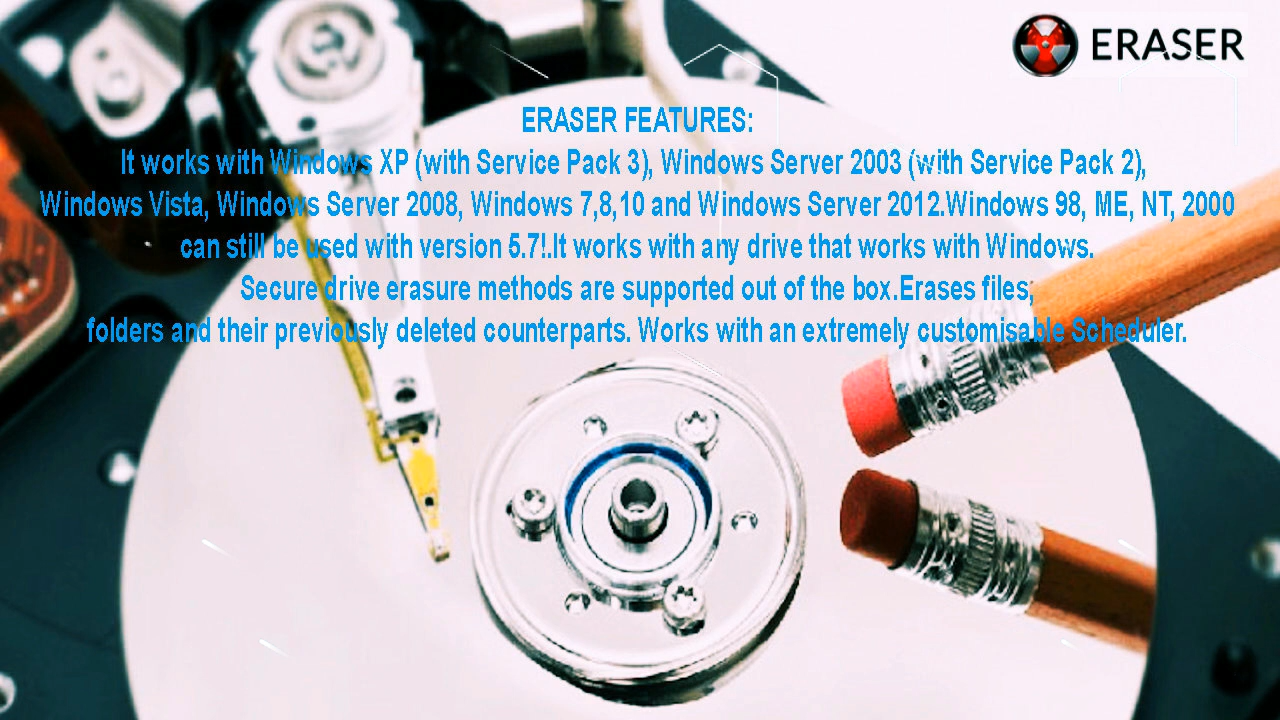 ERASER
ERASER FEATURES:
It works with Windows XP (with Service Pack 3), Windows Server 2003 (with Service Pack 2),
Windows Vista, Windows Server 2008, Windows 7,8,10 and Windows Server 2012.Windows 98, ME, NT, 2000
can still be used with version 5.7!.It works with any drive that works with Windows.
Secure drive erasure methods are supported out of the box.Erases files,
folders and their previously deleted counterparts. Works with an extremely customisable Scheduler.